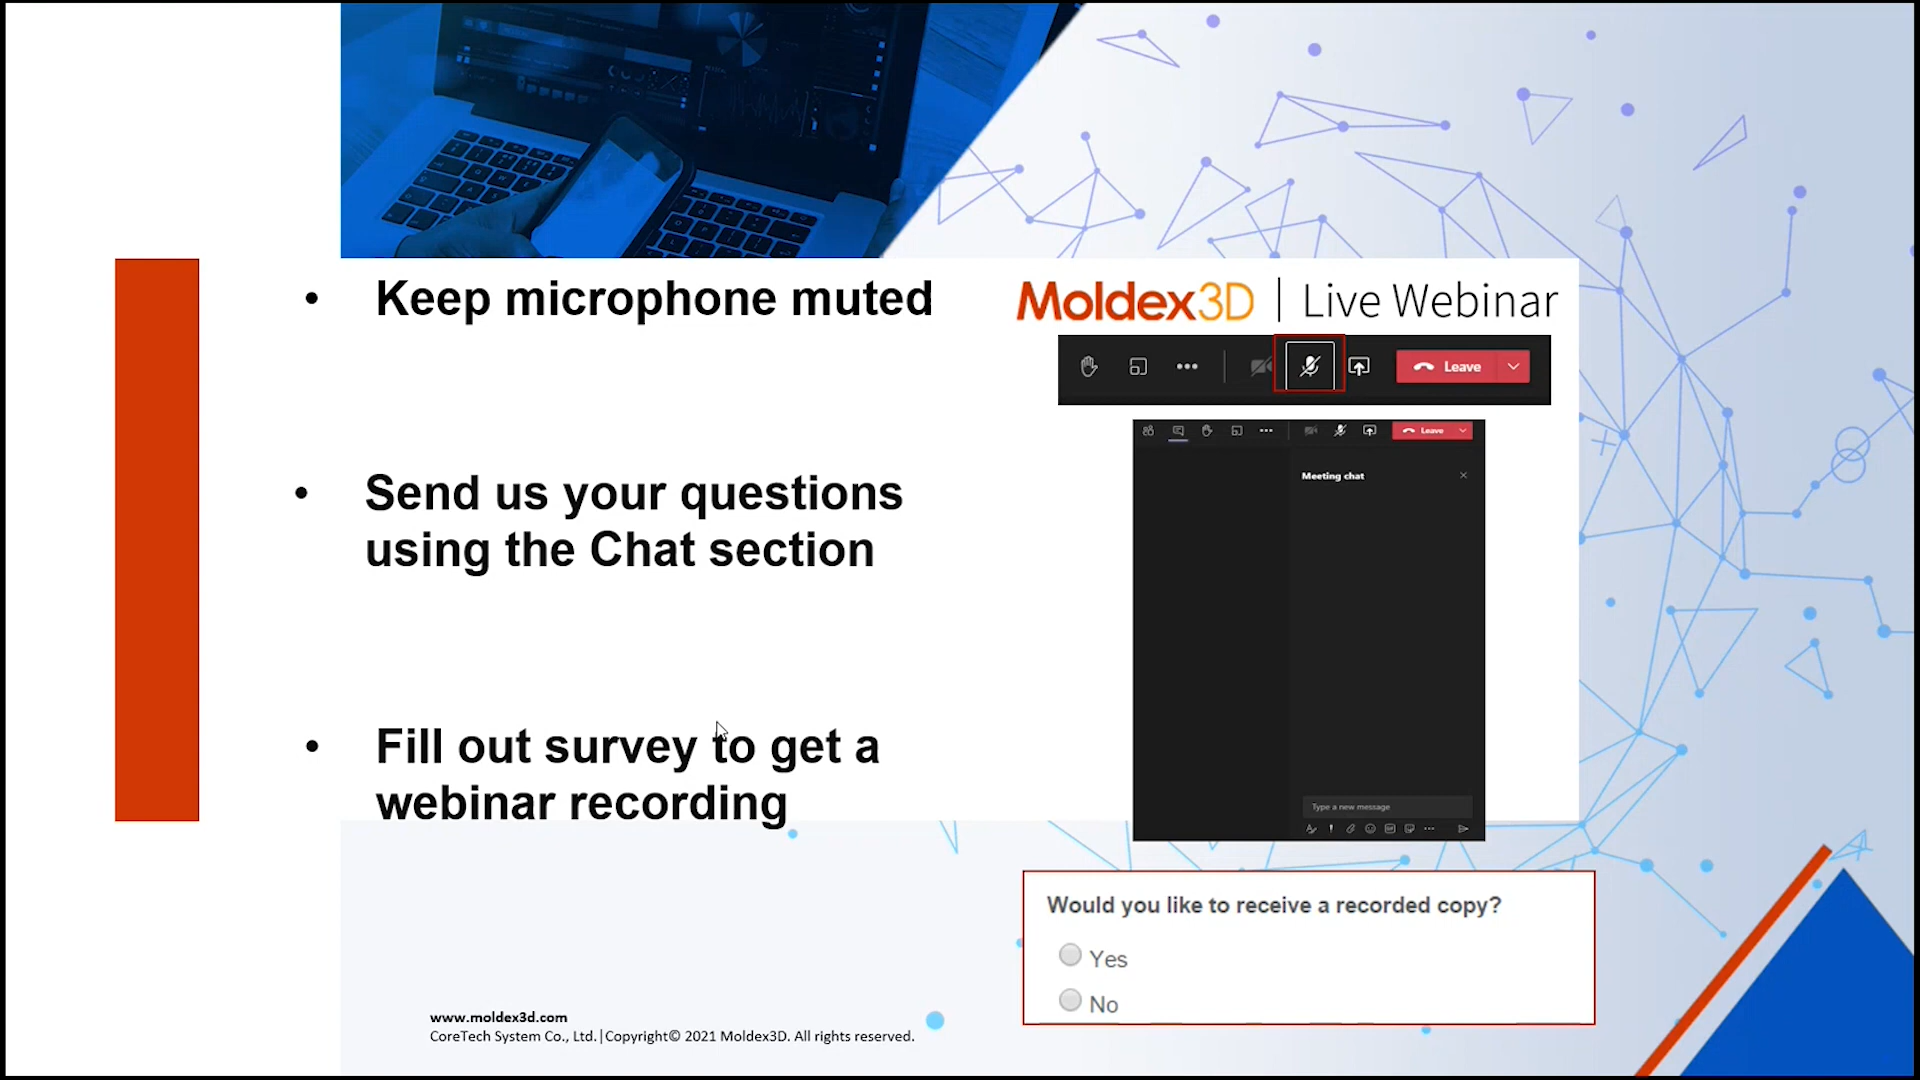 • Keep microphone muted
Moldex3D | Live Webinar
Leave
• Send us your questions
using the Chat section
Leave
Meeting chat
Type a new message
• Fill out survey to get a
webinar recording
Would you like to receive a recorded copy?
Yes
No
www.moldex3d.com
CoreTech System Co., Ltd.|Copyright© 2021 Moldex3D. All rights reserved.